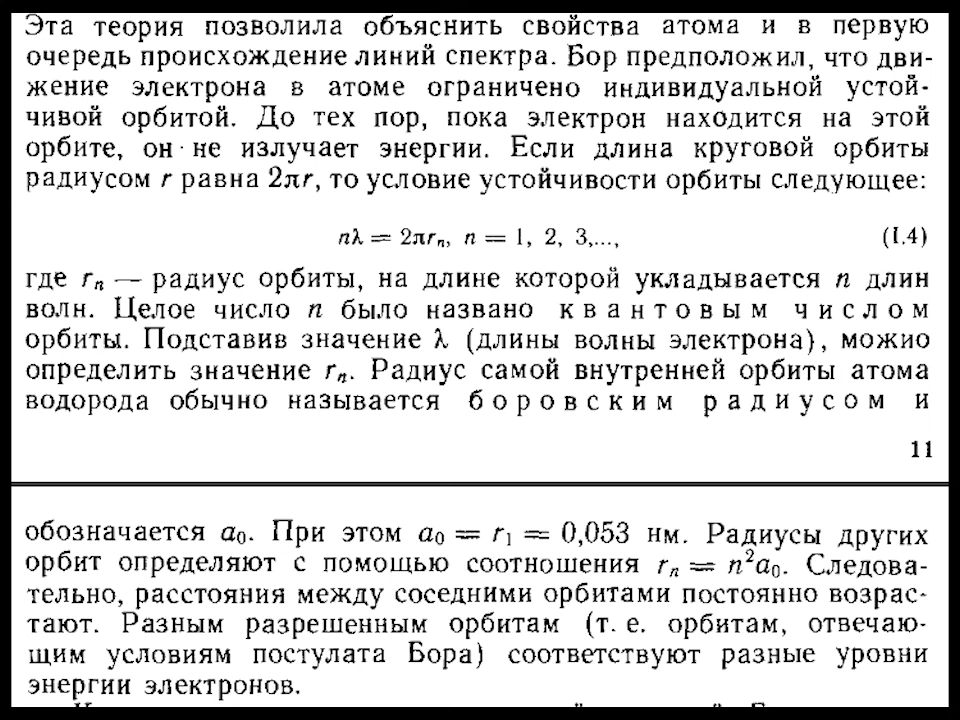 Эта теория позволила объяснить свойства атома и в первую
очередь происхождение линий спектра. Бор предположил, что дви-
жение электрона в атоме ограничено индивидуальной устой-
чивой орбитой. До тех пор, пока электрон находится на этой
орбите, он не излучает энергии. Если длина круговой орбиты
радиусом r равна 2πr, то условие устойчивости орбиты следующее:
nλ = 2πrₙ, n = 1, 2, 3,..., (I.4)
где rₙ — радиус орбиты, на длине которой укладывается n длин
волн. Целое число n было названо квантовым числом
орбиты. Подставив значение λ (длины волны электрона), можно
определить значение rₙ. Радиус самой внутренней орбиты атома
водорода обычно называется боровским радиусом и
11
обозначается a₀. При этом a₀ = r₁ = 0,053 нм. Радиусы других
орбит определяют с помощью соотношения rₙ = n²a₀. Следова-
тельно, расстояния между соседними орбитами постоянно возрас-
тают. Разным разрешенным орбитам (т. е. орбитам, отвечаю-
щим условиям постулата Бора) соответствуют разные уровни
энергии электронов.